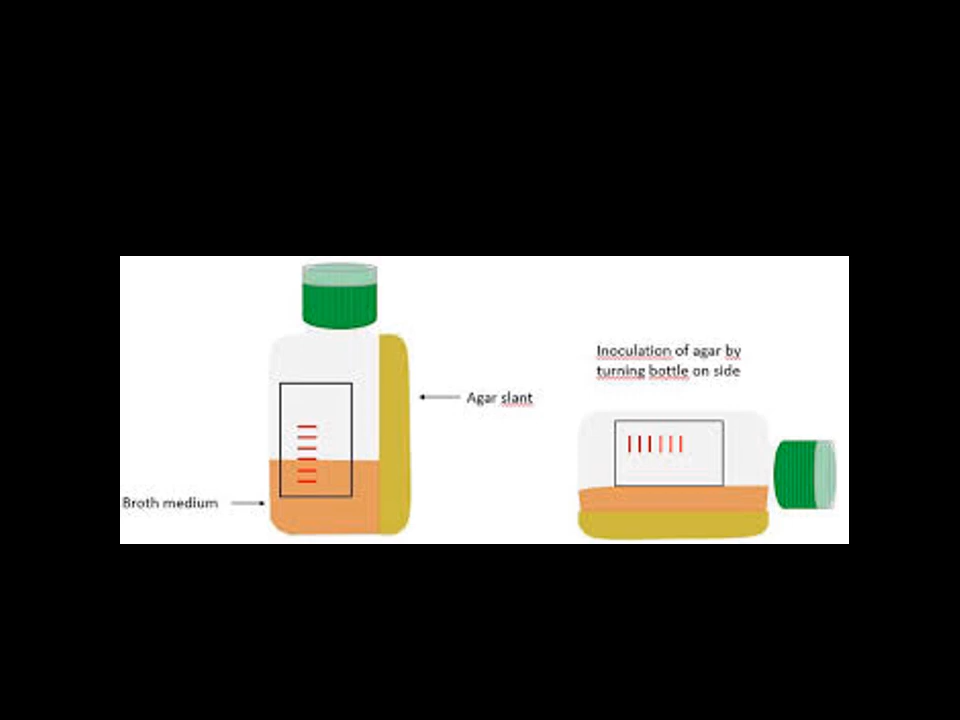 Inoculation of agar by
turning bottle on side
Agar slant
Broth medium